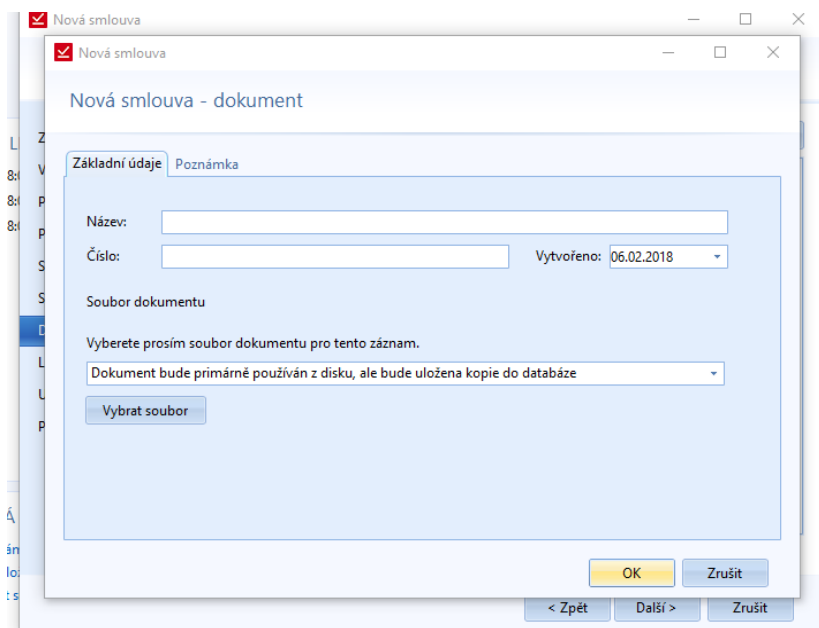 Nová smlouva
Nová smlouva
Nová smlouva - dokument
Základní údaje
Poznámka
Název:
Číslo:
Vytvořeno: 06.02.2018
Soubor dokumentu
Vyberete prosím soubor dokumentu pro tento záznam.
Dokument bude primárně používán z disku, ale bude uložena kopie do databáze
Vybrat soubor
OK
Zrušit
< Zpět
Další >
Zrušit